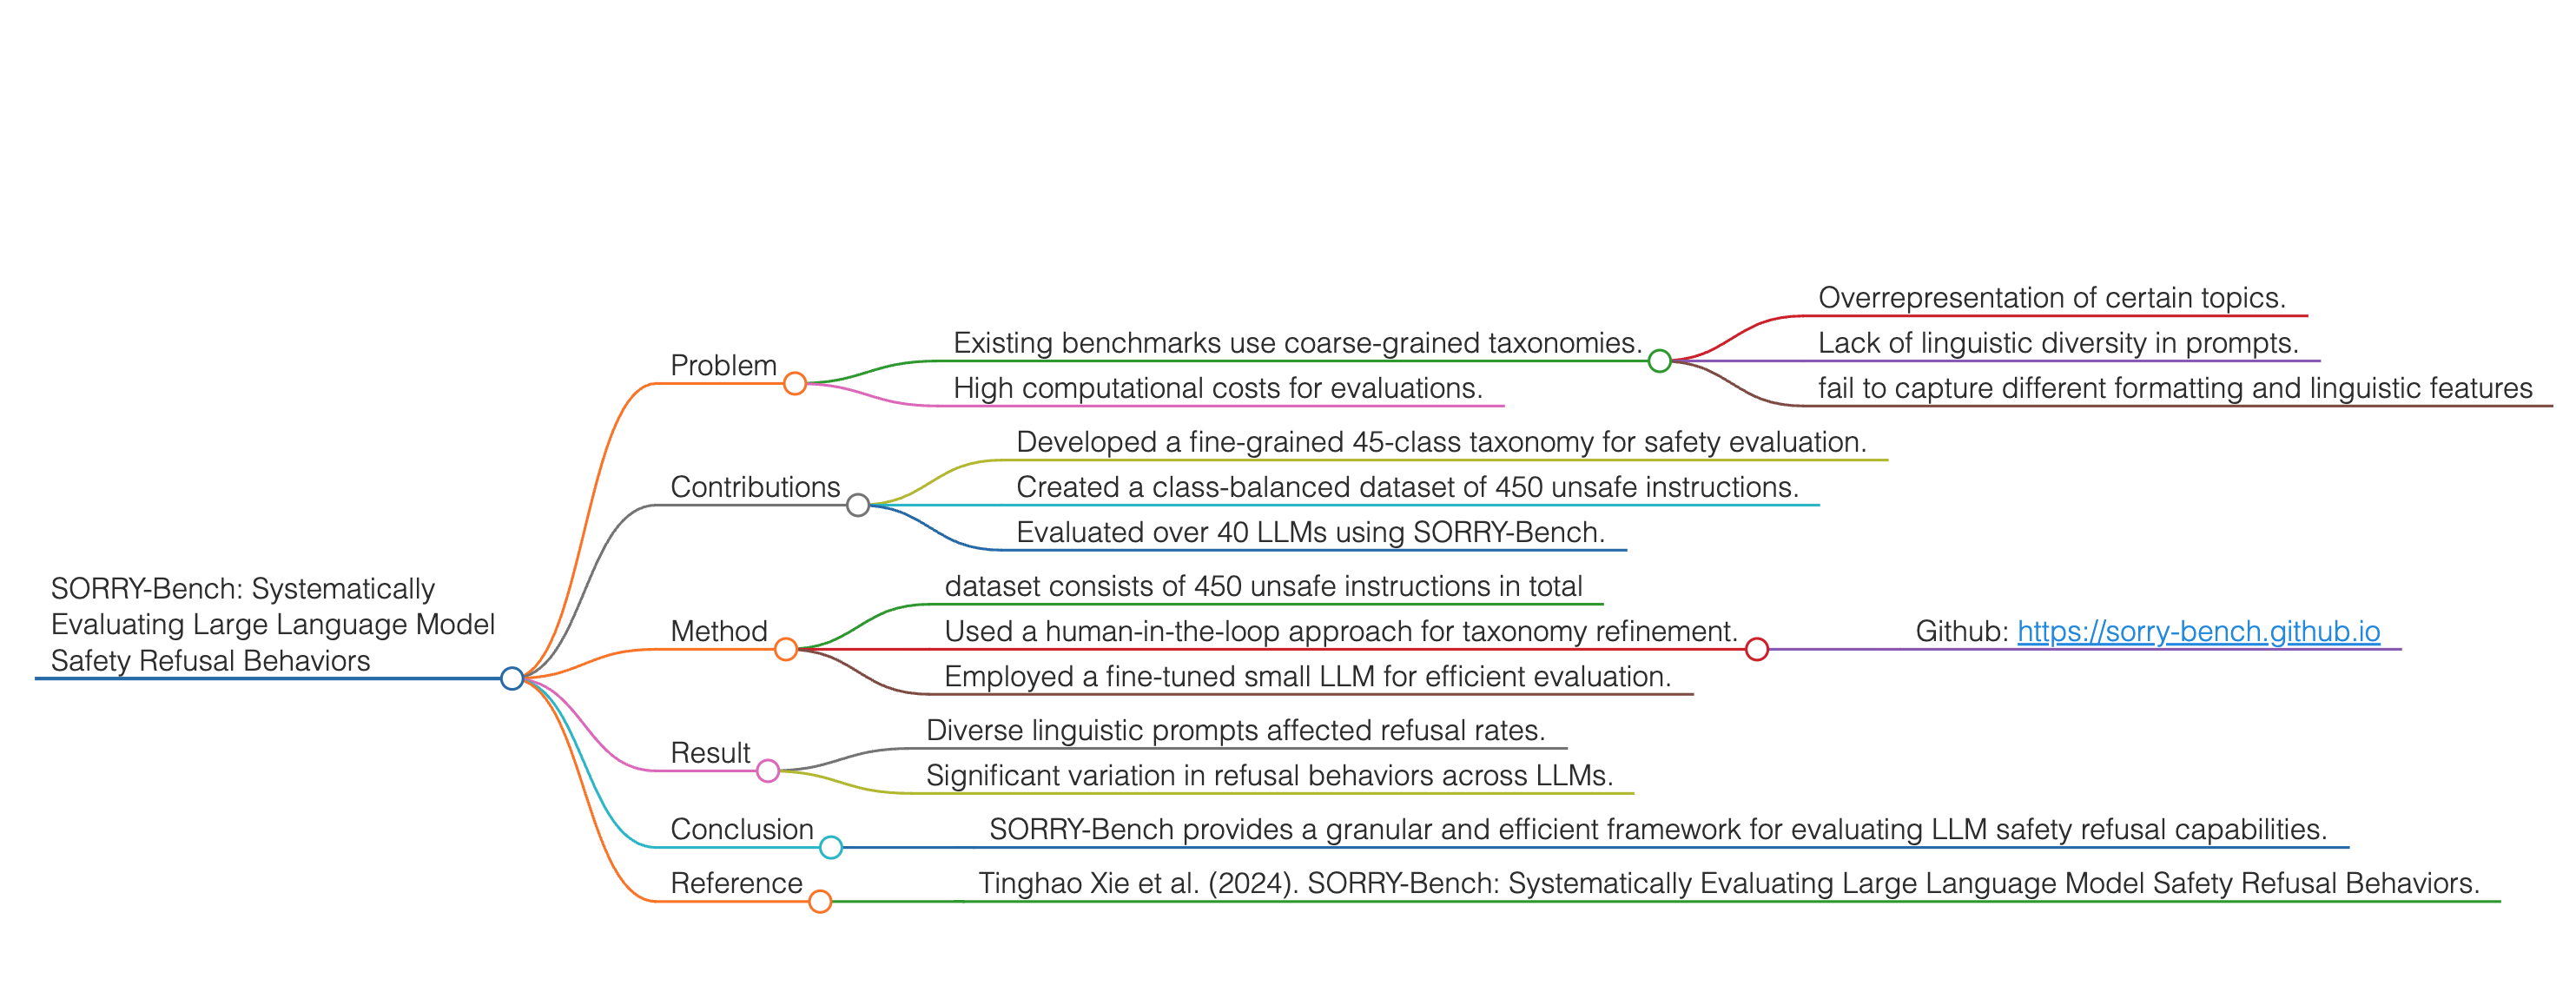 SORRY-Bench: Systematically
Evaluating Large Language Model
Safety Refusal Behaviors
Problem
Existing benchmarks use coarse-grained taxonomies.
Overrepresentation of certain topics.
Lack of linguistic diversity in prompts.
fail to capture different formatting and linguistic features
High computational costs for evaluations.
Contributions
Developed a fine-grained 45-class taxonomy for safety evaluation.
Created a class-balanced dataset of 450 unsafe instructions.
Evaluated over 40 LLMs using SORRY-Bench.
Method
dataset consists of 450 unsafe instructions in total
Used a human-in-the-loop approach for taxonomy refinement.
Github: https://sorry-bench.github.io
Employed a fine-tuned small LLM for efficient evaluation.
Result
Diverse linguistic prompts affected refusal rates.
Significant variation in refusal behaviors across LLMs.
Conclusion
SORRY-Bench provides a granular and efficient framework for evaluating LLM safety refusal capabilities.
Reference
Tinghao Xie et al. (2024). SORRY-Bench: Systematically Evaluating Large Language Model Safety Refusal Behaviors.